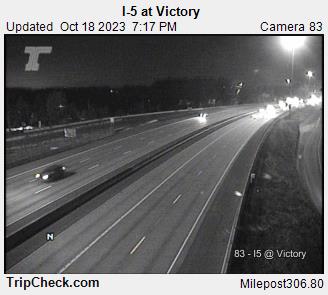 I-5 at Victory
Updated Oct 18 2023 7:17 PM Camera 83
T
N
83 - I5 @ Victory
TripCheck.com Milepost306.80